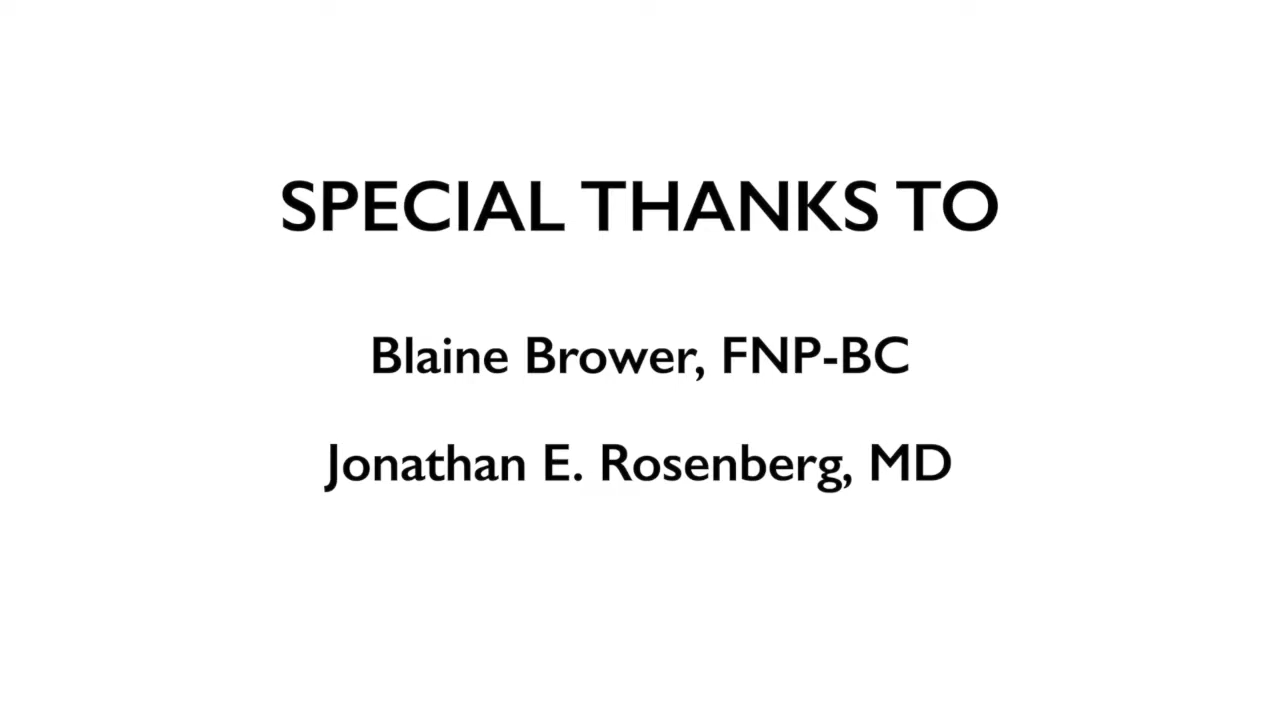 SPECIAL THANKS TO
Blaine Brower, FNP-BC
Jonathan E. Rosenberg, MD